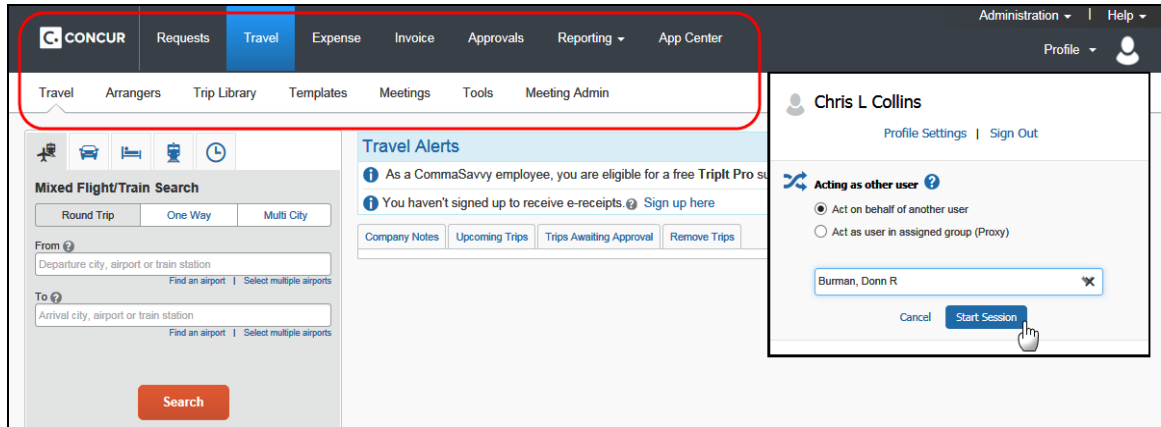 Administration | Help
C. CONCUR Requests Travel Expense Invoice Approvals Reporting App Center
Profile
Travel Arrangers Trip Library Templates Meetings Tools Meeting Admin
Chris L Collins
Profile Settings | Sign Out
Acting as other user ?
Act on behalf of another user
Act as user in assigned group (Proxy)
Burman, Donn R
Cancel Start Session
Mixed Flight/Train Search
Round Trip One Way Multi City
From ?
Departure city, airport or train station
Find an airport | Select multiple airports
To ?
Arrival city, airport or train station
Find an airport | Select multiple airports
Search
Travel Alerts
As a CommaSavvy employee, you are eligible for a free TripIt Pro su
You haven't signed up to receive e-receipts. ? Sign up here
Company Notes Upcoming Trips Trips Awaiting Approval Remove Trips